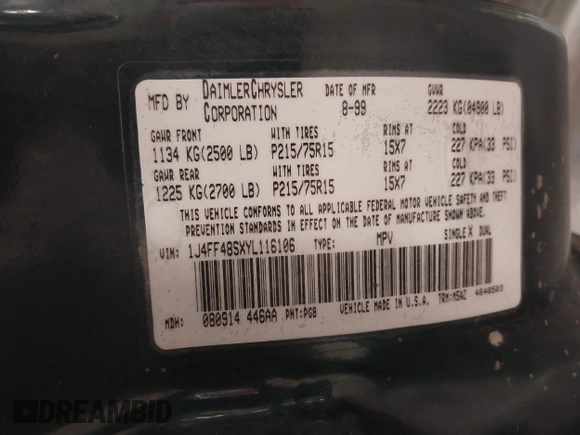 MFD BY DAIMLERCHRYSLER CORPORATION
DATE OF MFR 8-99
GVWR 2223 KG(04900 LB)
GAWR FRONT WITH TIRES RIMS AT COLD
1134 KG(2500 LB) P215/75R15 15X7 227 KPA(33 PSI)
GAWR REAR WITH TIRES RIMS AT COLD
1225 KG(2700 LB) P215/75R15 15X7 227 KPA(33 PSI)
THIS VEHICLE CONFORMS TO ALL APPLICABLE FEDERAL MOTOR VEHICLE SAFETY AND THEFT
PREVENTION STANDARDS IN EFFECT ON THE DATE OF MANUFACTURE SHOWN ABOVE.
VIN: 1J4FF48SXYL116106 TYPE: MPV SINGLE X DUAL
MDH: 080914 446AA PNT:PG8 VEHICLE MADE IN U.S.A. TRM:MSAZ 4648503
DREAMBID